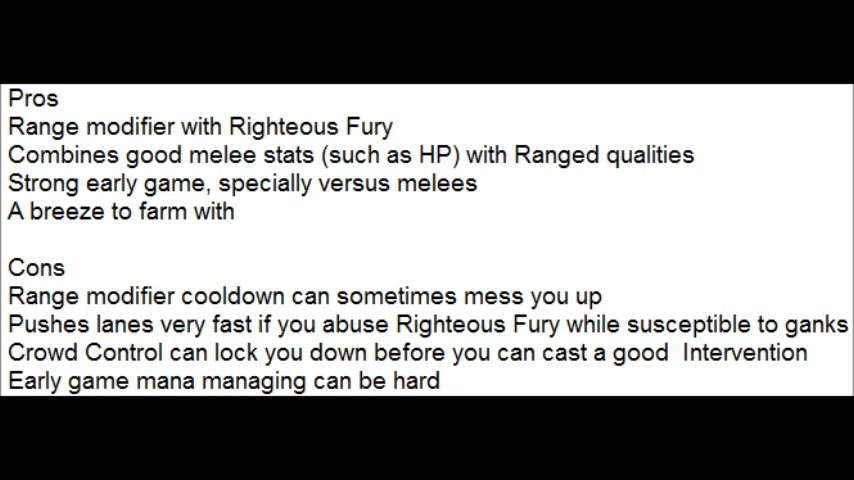 Pros
Range modifier with Righteous Fury
Combines good melee stats (such as HP) with Ranged qualities
Strong early game, specially versus melees
A breeze to farm with
Cons
Range modifier cooldown can sometimes mess you up
Pushes lanes very fast if you abuse Righteous Fury while susceptible to ganks
Crowd Control can lock you down before you can cast a good  Intervention
Early game mana managing can be hard